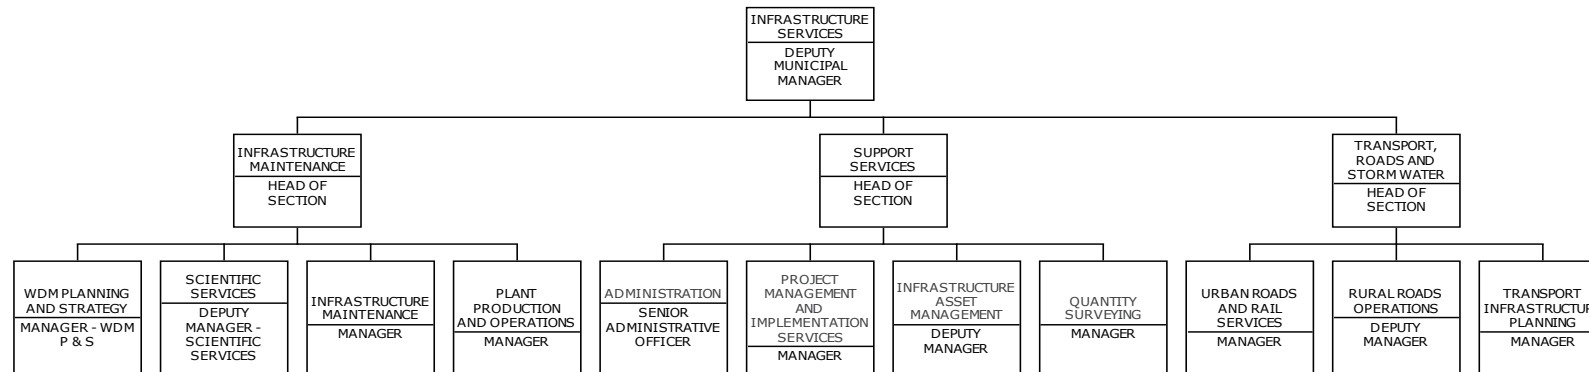 INFRASTRUCTURE
SERVICES
DEPUTY
MUNICIPAL
MANAGER
INFRASTRUCTURE
MAINTENANCE
HEAD OF
SECTION
SUPPORT
SERVICES
HEAD OF
SECTION
TRANSPORT,
ROADS AND
STORM WATER
HEAD OF
SECTION
WDM PLANNING
AND STRATEGY
MANAGER - WDM
P & S
SCIENTIFIC
SERVICES
DEPUTY
MANAGER -
SCIENTIFIC
SERVICES
INFRASTRUCTURE
MAINTENANCE
MANAGER
PLANT
PRODUCTION
AND OPERATIONS
MANAGER
ADMINISTRATION
SENIOR
ADMINISTRATIVE
OFFICER
PROJECT
MANAGEMENT
AND
IMPLEMENTATION
SERVICES
MANAGER
INFRASTRUCTURE
ASSET
MANAGEMENT
DEPUTY
MANAGER
QUANTITY
SURVEYING
MANAGER
URBAN ROADS
AND RAIL
SERVICES
MANAGER
RURAL ROADS
OPERATIONS
DEPUTY
MANAGER
TRANSPORT
INFRASTRUCTUR
PLANNING
MANAGER